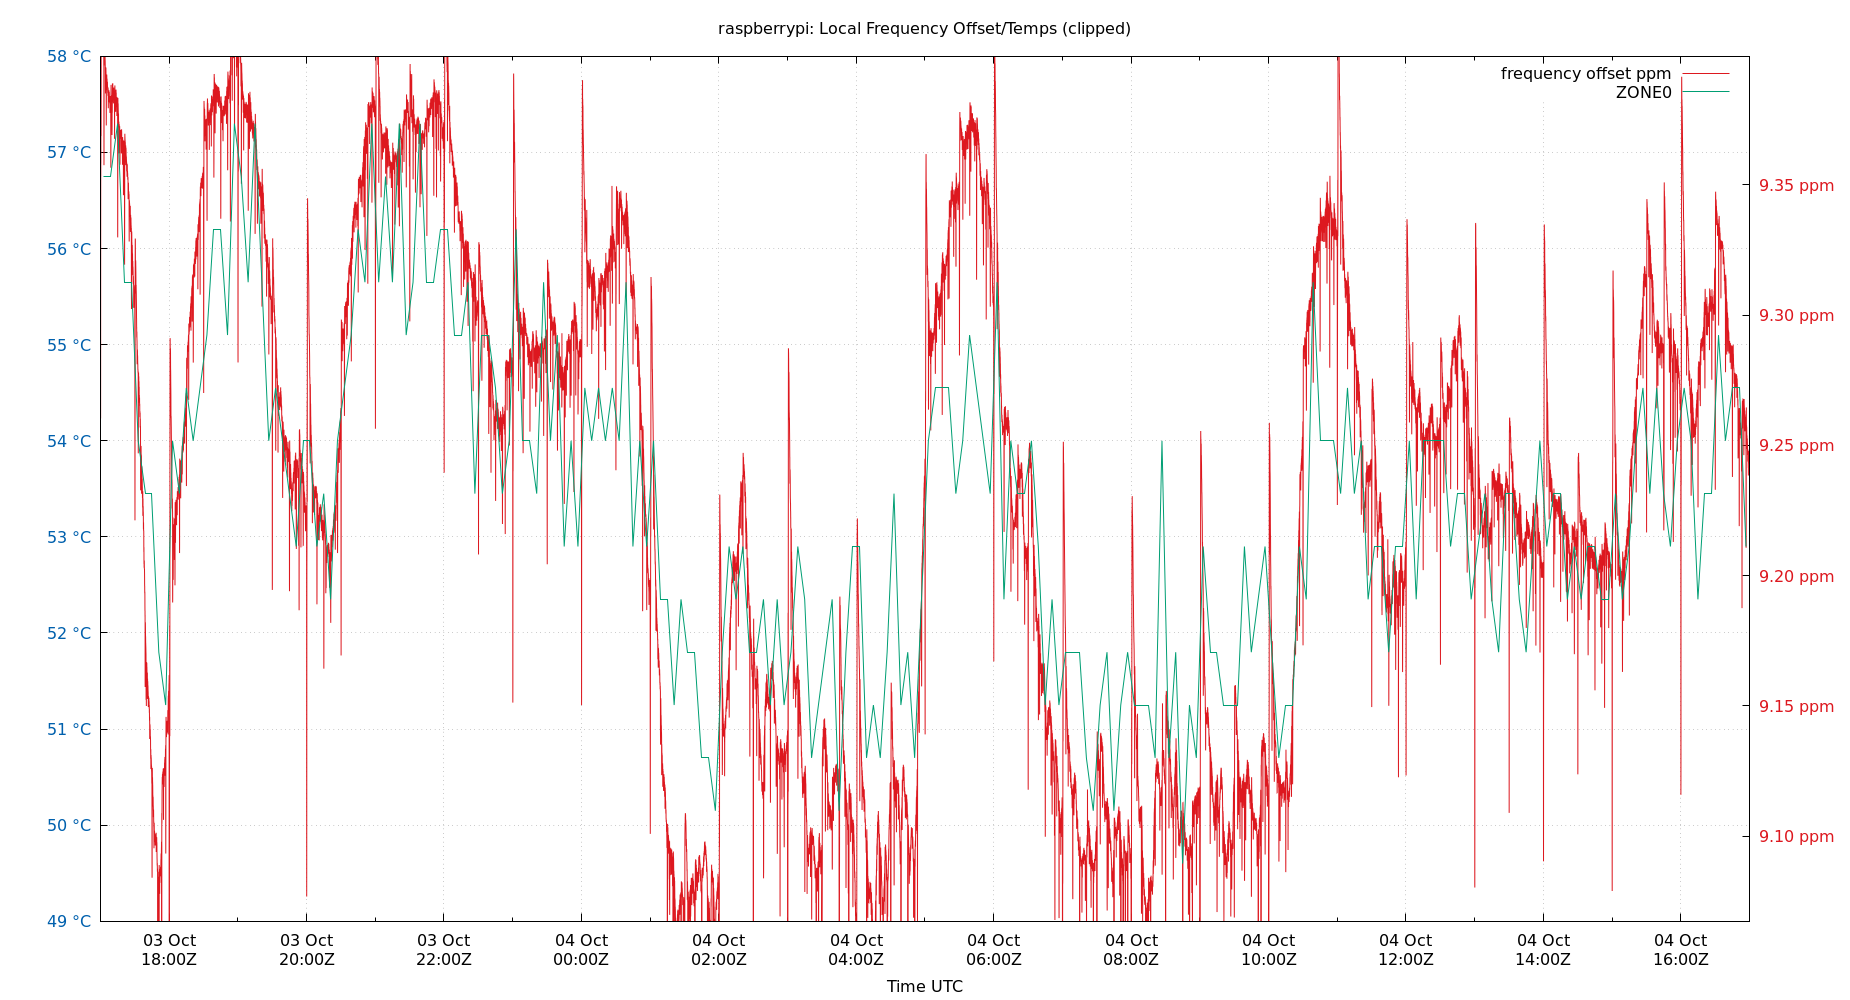 raspberrypi: Local Frequency Offset/Temps (clipped)
58 °C
57 °C
56 °C
55 °C
54 °C
53 °C
52 °C
51 °C
50 °C
49 °C
frequency offset ppm
ZONE0
9.35 ppm
9.30 ppm
9.25 ppm
9.20 ppm
9.15 ppm
9.10 ppm
03 Oct
18:00Z
03 Oct
20:00Z
03 Oct
22:00Z
04 Oct
00:00Z
04 Oct
02:00Z
04 Oct
04:00Z
04 Oct
06:00Z
04 Oct
08:00Z
04 Oct
10:00Z
04 Oct
12:00Z
04 Oct
14:00Z
04 Oct
16:00Z
Time UTC